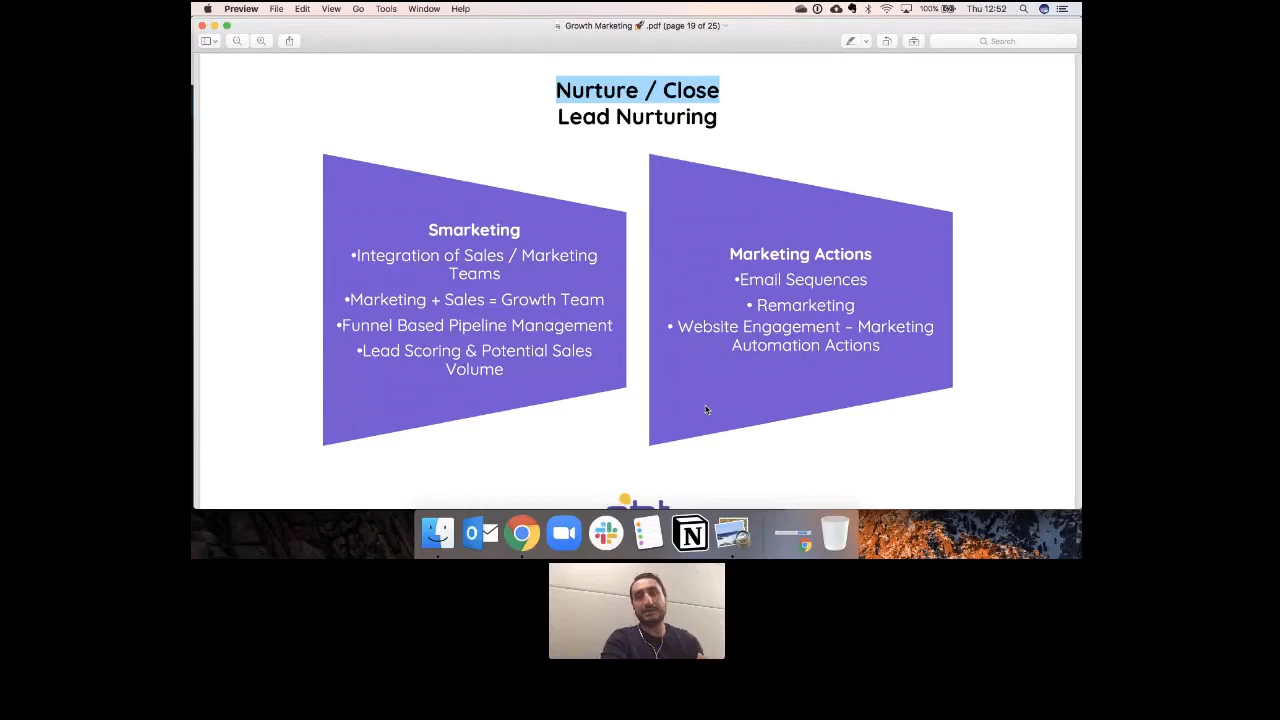 Preview File Edit View Go Tools Window Help 100% Thu 12:52
Growth Marketing 🚀 .pdf (page 19 of 25)
Search
Nurture / Close
Lead Nurturing
Smarketing
•Integration of Sales / Marketing
Teams
•Marketing + Sales = Growth Team
•Funnel Based Pipeline Management
•Lead Scoring & Potential Sales
Volume
Marketing Actions
•Email Sequences
• Remarketing
• Website Engagement – Marketing
Automation Actions